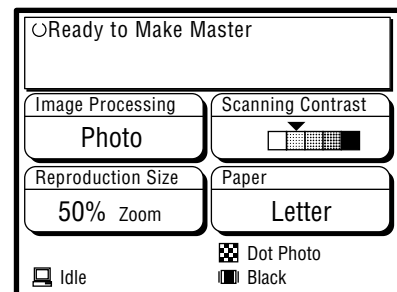 Ready to Make Master
Image Processing
Photo
Scanning Contrast
Reproduction Size
50% Zoom
Paper
Letter
Dot Photo
Idle
Black